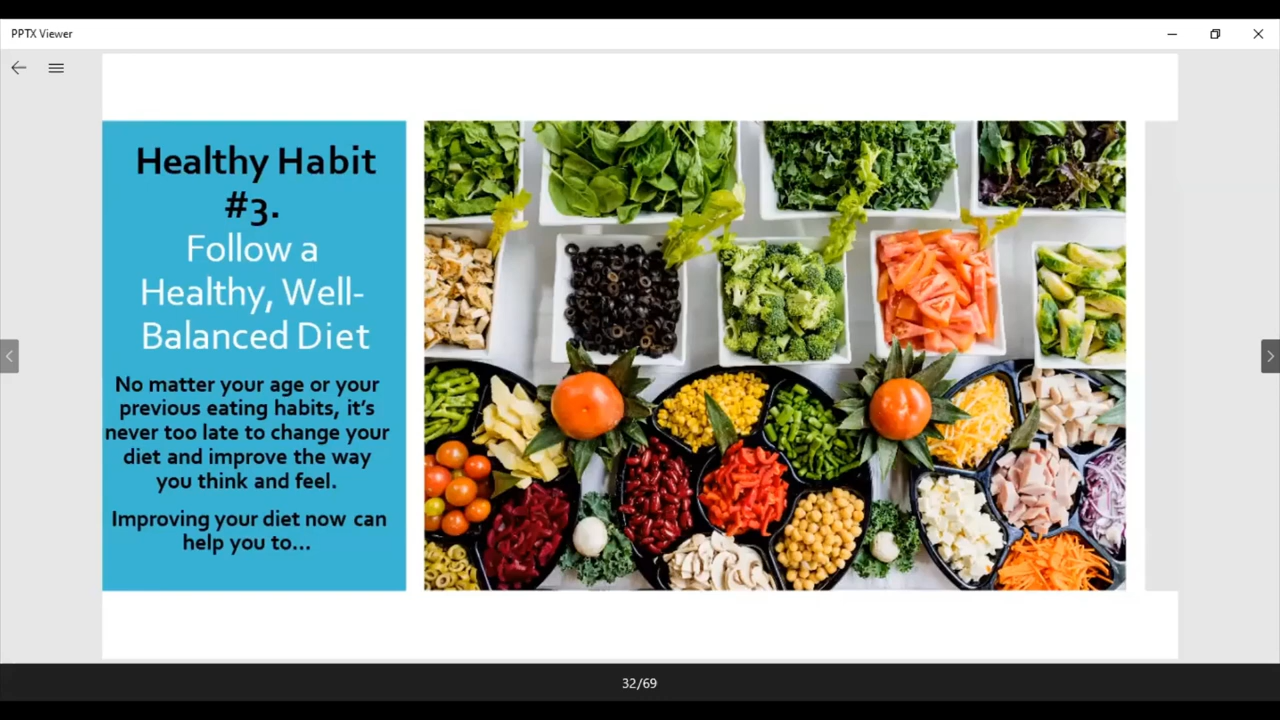 PPTX Viewer
Healthy Habit
#3.
Follow a
Healthy, Well-
Balanced Diet
No matter your age or your
previous eating habits, it's
never too late to change your
diet and improve the way
you think and feel.
Improving your diet now can
help you to...
32/69